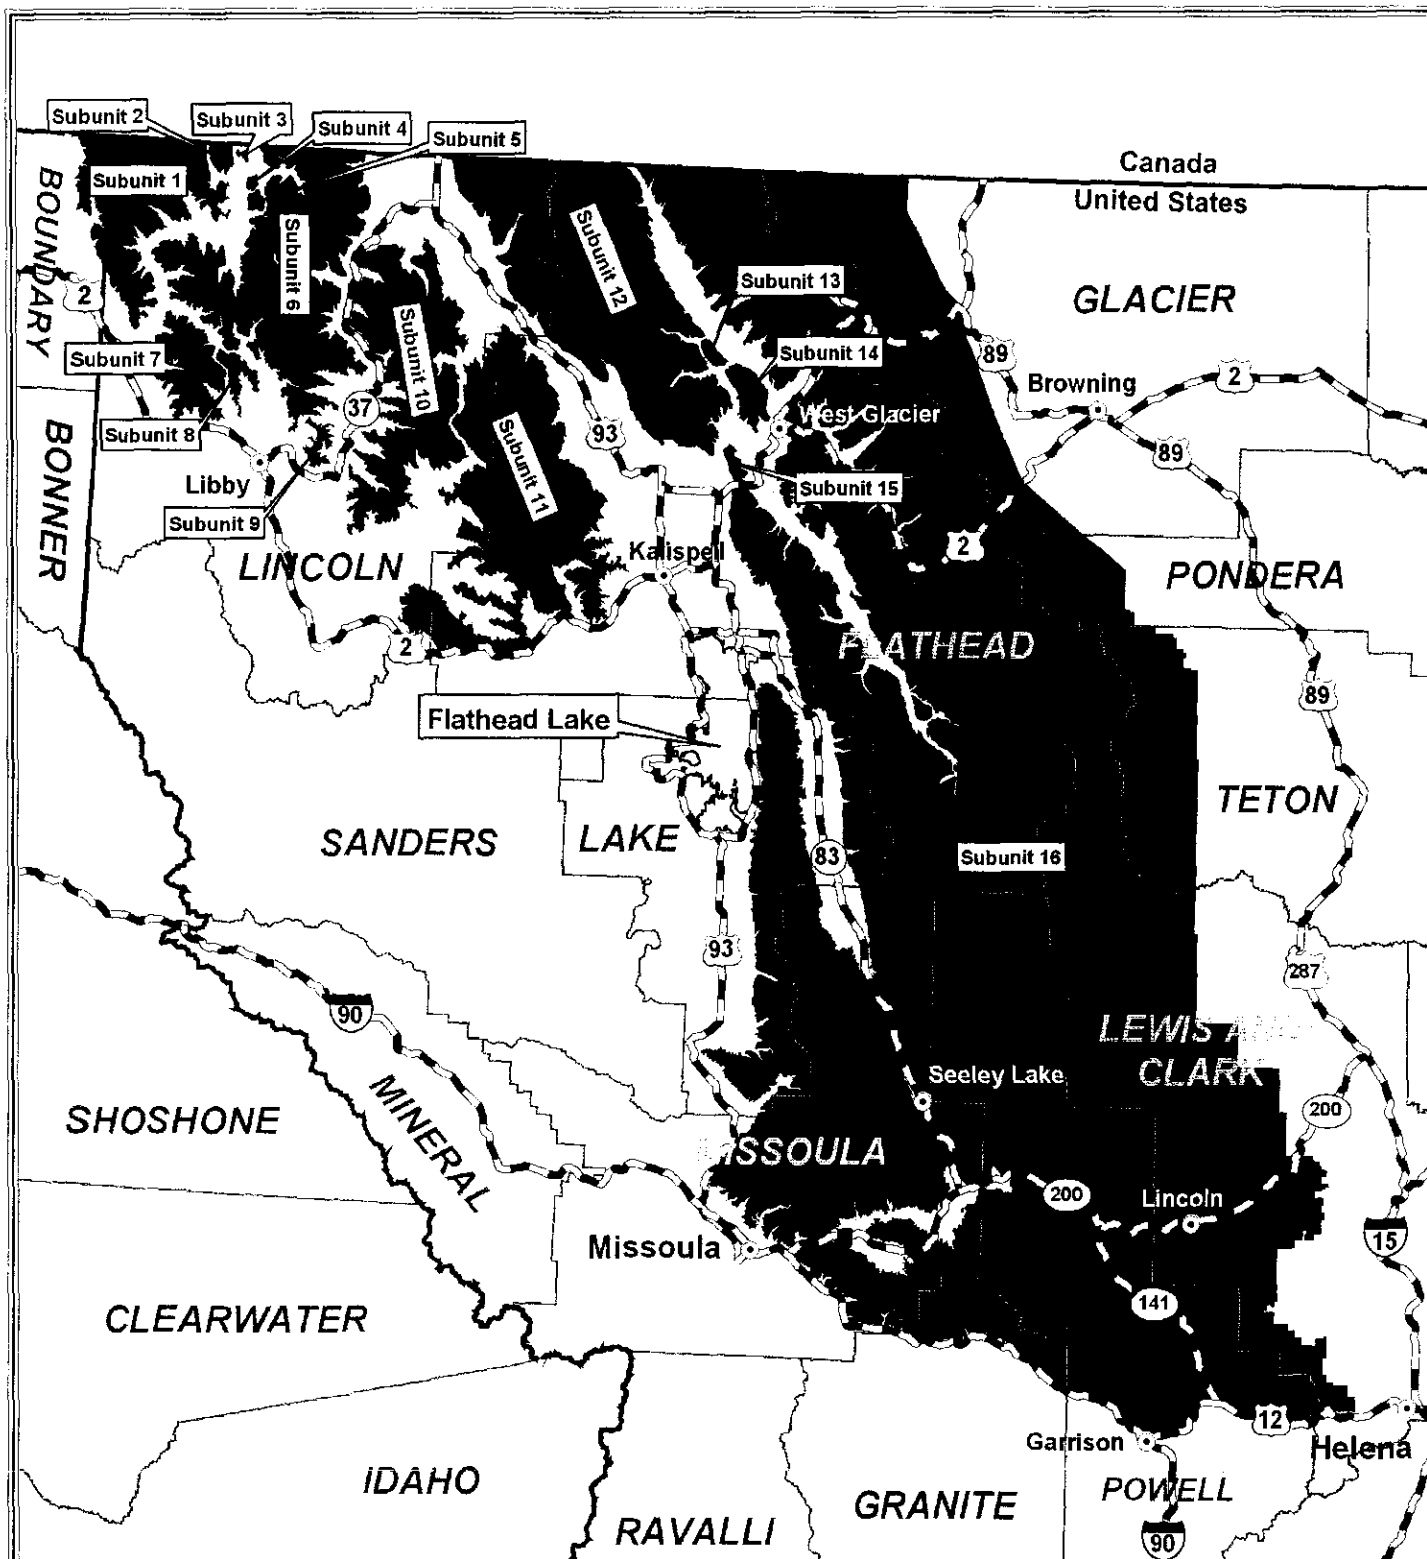 Subunit 2
Subunit 3
Subunit 4
Subunit 5
Canada
United States
Subunit 1
BOUNDARY
Subunit 6
Subunit 12
Subunit 13
GLACIER
2
Subunit 7
Subunit 10
Subunit 14
89
Browning
2
37
West Glacier
Subunit 8
93
89
BONNER
Libby
Subunit 11
Subunit 15
Subunit 9
LINCOLN
Kalispell
2
PONDERA
2
FLATHEAD
89
Flathead Lake
TETON
SANDERS
LAKE
83
Subunit 16
93
287
90
LEWIS AND
CLARK
Seeley Lake
MINERAL
200
SHOSHONE
MISSOULA
200
Lincoln
Missoula
15
141
CLEARWATER
12
Garrison
Helena
IDAHO
GRANITE
POWELL
RAVALLI
90